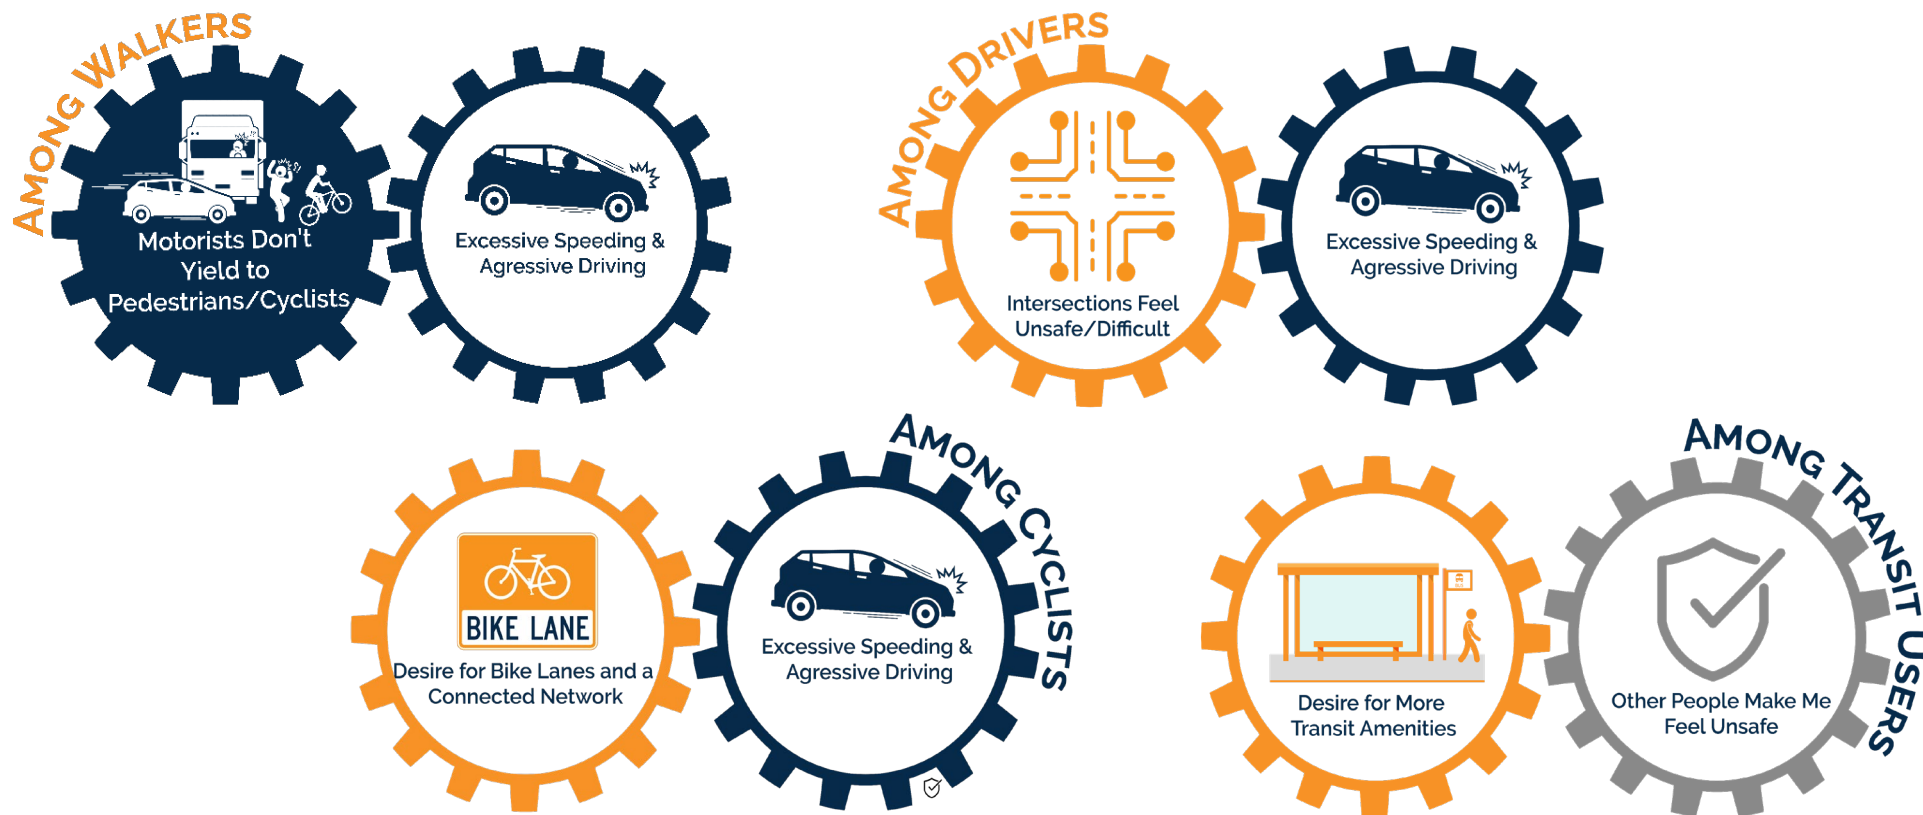 AMONG WALKERS
Motorists Don't
Yield to
Pedestrians/Cyclists
Excessive Speeding &
Agressive Driving
AMONG DRIVERS
Intersections Feel
Unsafe/Difficult
Excessive Speeding &
Agressive Driving
BIKE LANE
Desire for Bike Lanes and a
Connected Network
AMONG CYCLISTS
Excessive Speeding &
Agressive Driving
Desire for More
Transit Amenities
AMONG TRANSIT USERS
Other People Make Me
Feel Unsafe